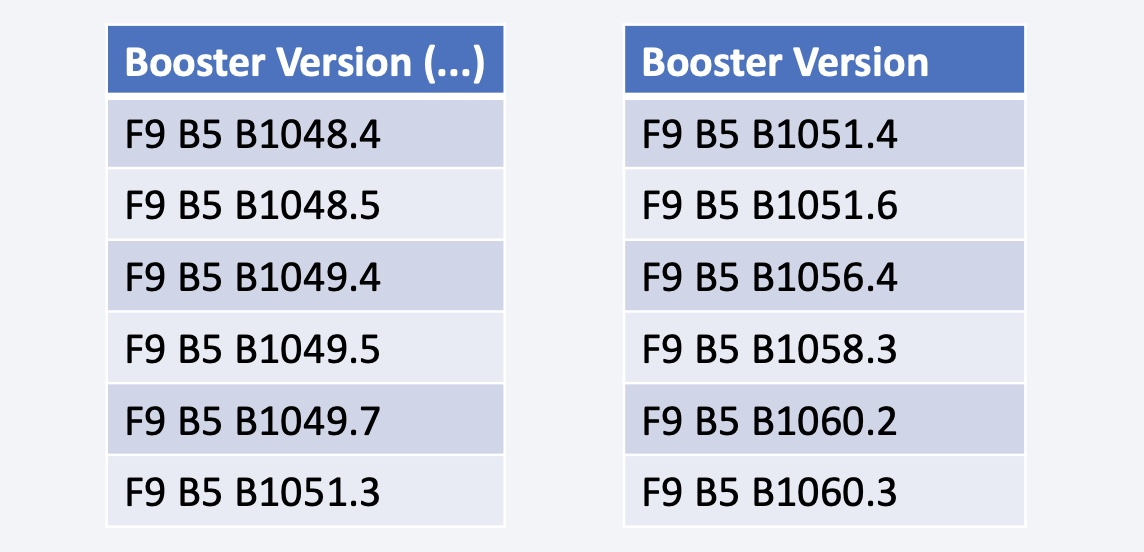 Booster Version (...)
F9 B5 B1048.4
F9 B5 B1048.5
F9 B5 B1049.4
F9 B5 B1049.5
F9 B5 B1049.7
F9 B5 B1051.3
Booster Version
F9 B5 B1051.4
F9 B5 B1051.6
F9 B5 B1056.4
F9 B5 B1058.3
F9 B5 B1060.2
F9 B5 B1060.3